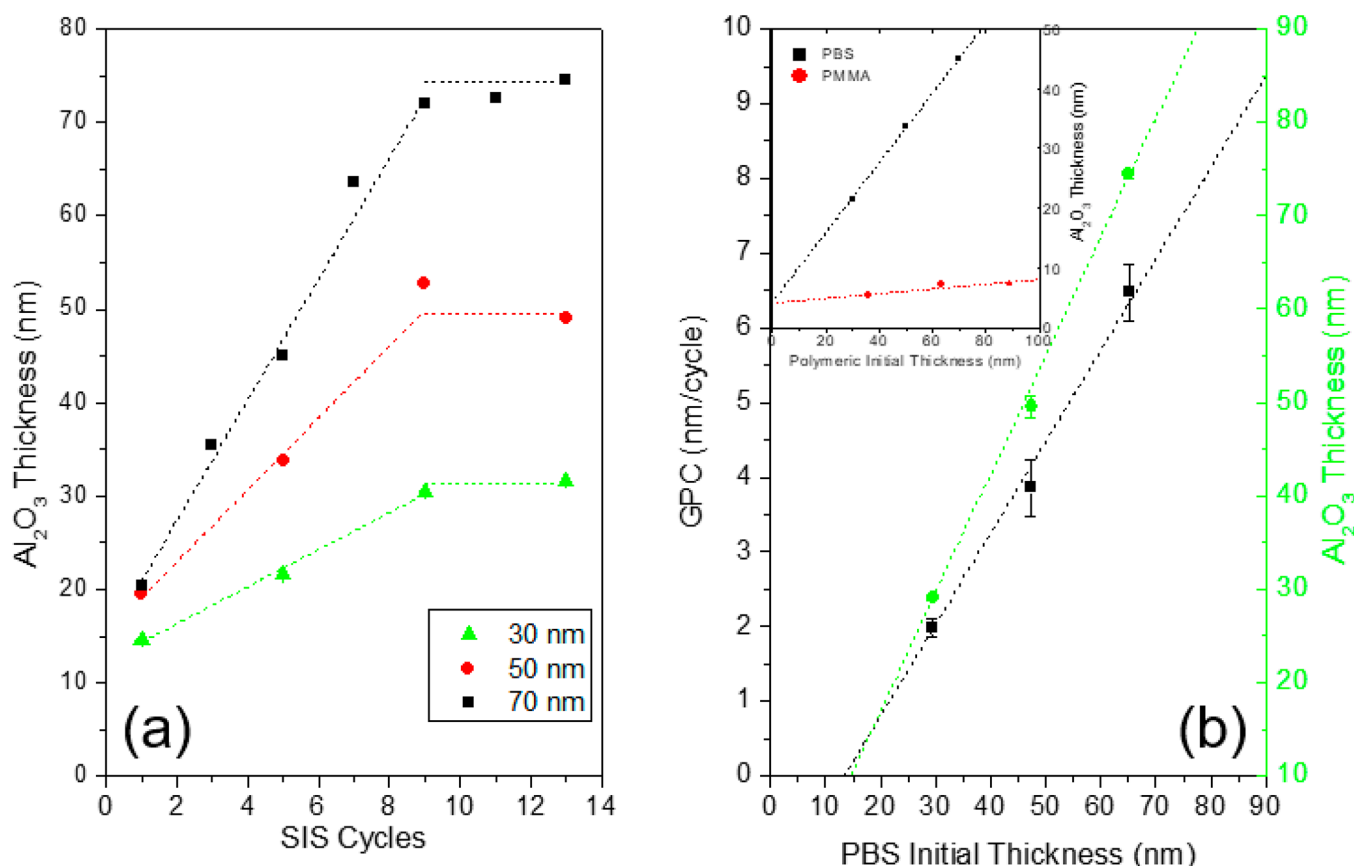 80
70
60
50
40
30
20
10
0
Al₂O₃ Thickness (nm)
0 2 4 6 8 10 12 14
SIS Cycles
30 nm
50 nm
70 nm
(a)
10
9
8
7
6
5
4
3
2
1
0
GPC (nm/cycle)
PBS
PMMA
50
40
30
20
10
0
Al₂O₃ Thickness (nm)
0 20 40 60 80 100
Polymeric Initial Thickness (nm)
90
80
70
60
50
40
30
20
10
Al₂O₃ Thickness (nm)
(b)
0 10 20 30 40 50 60 70 80 90
PBS Initial Thickness (nm)